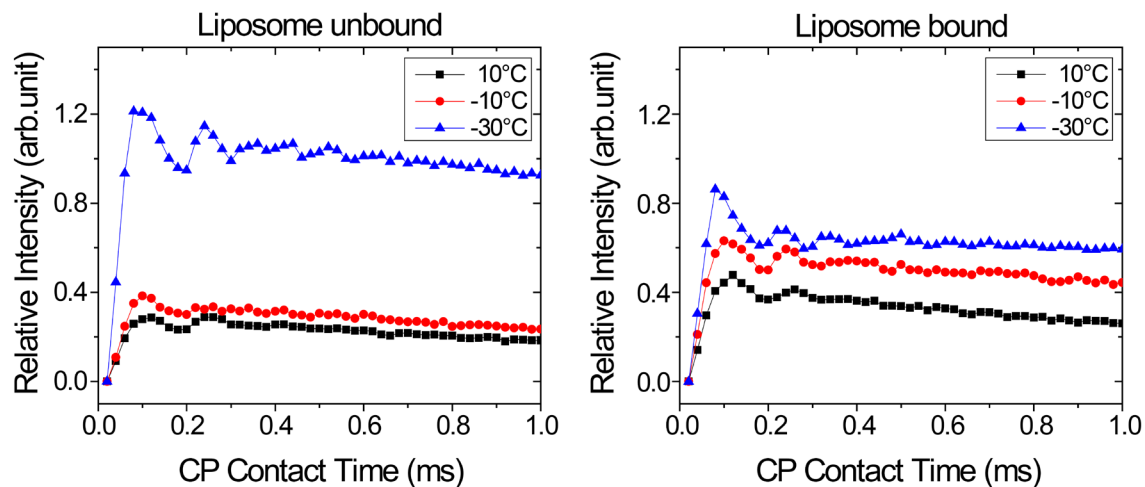 Liposome unbound
Relative Intensity (arb.unit)
1.2
0.8
0.4
0.0
10°C
-10°C
-30°C
0.0 0.2 0.4 0.6 0.8 1.0
CP Contact Time (ms)
Liposome bound
Relative Intensity (arb.unit)
1.2
0.8
0.4
0.0
10°C
-10°C
-30°C
0.0 0.2 0.4 0.6 0.8 1.0
CP Contact Time (ms)